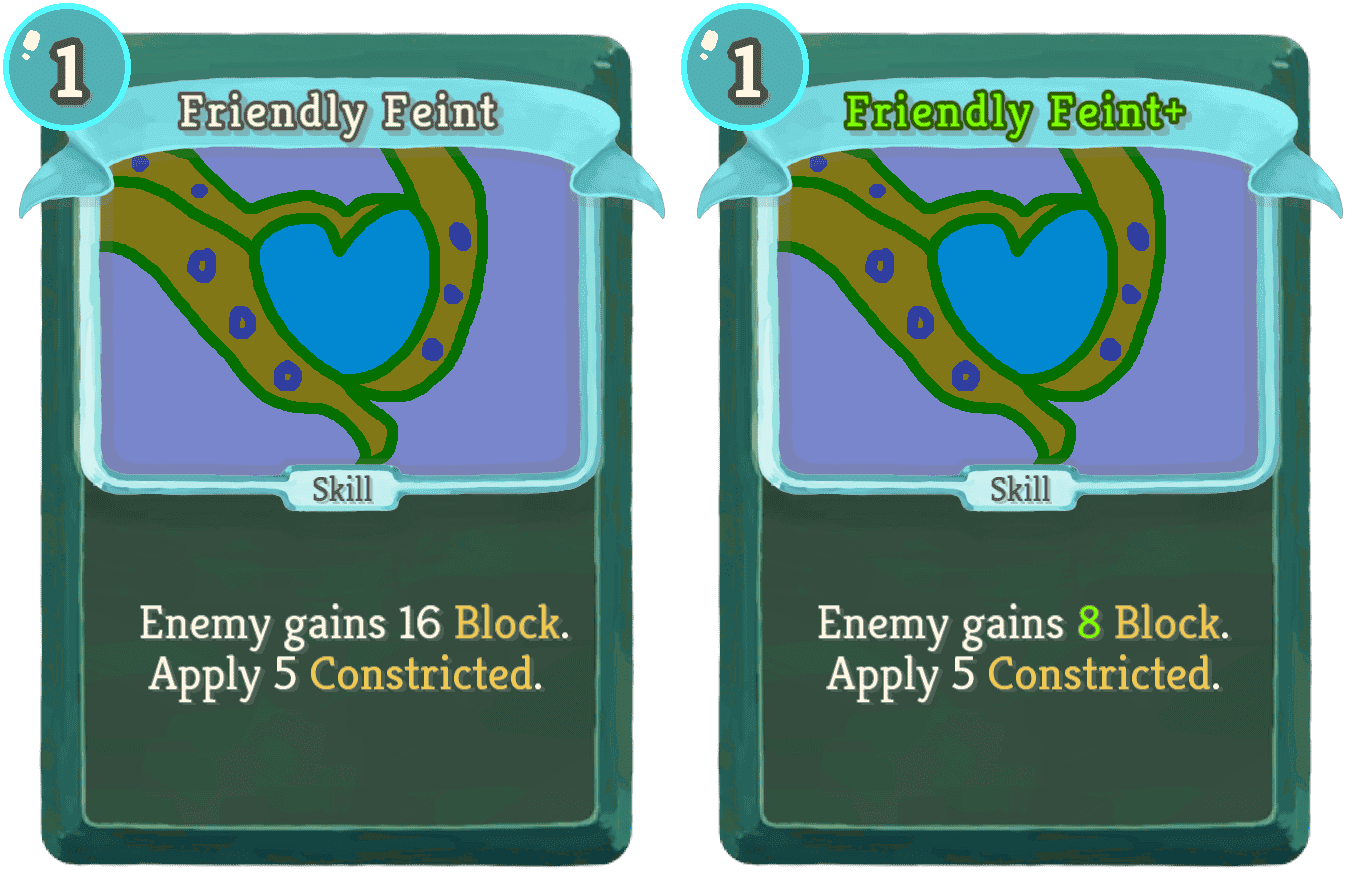 1
Friendly Feint
Skill
Enemy gains 16 Block.
Apply 5 Constricted.
1
Friendly Feint+
Skill
Enemy gains 8 Block.
Apply 5 Constricted.